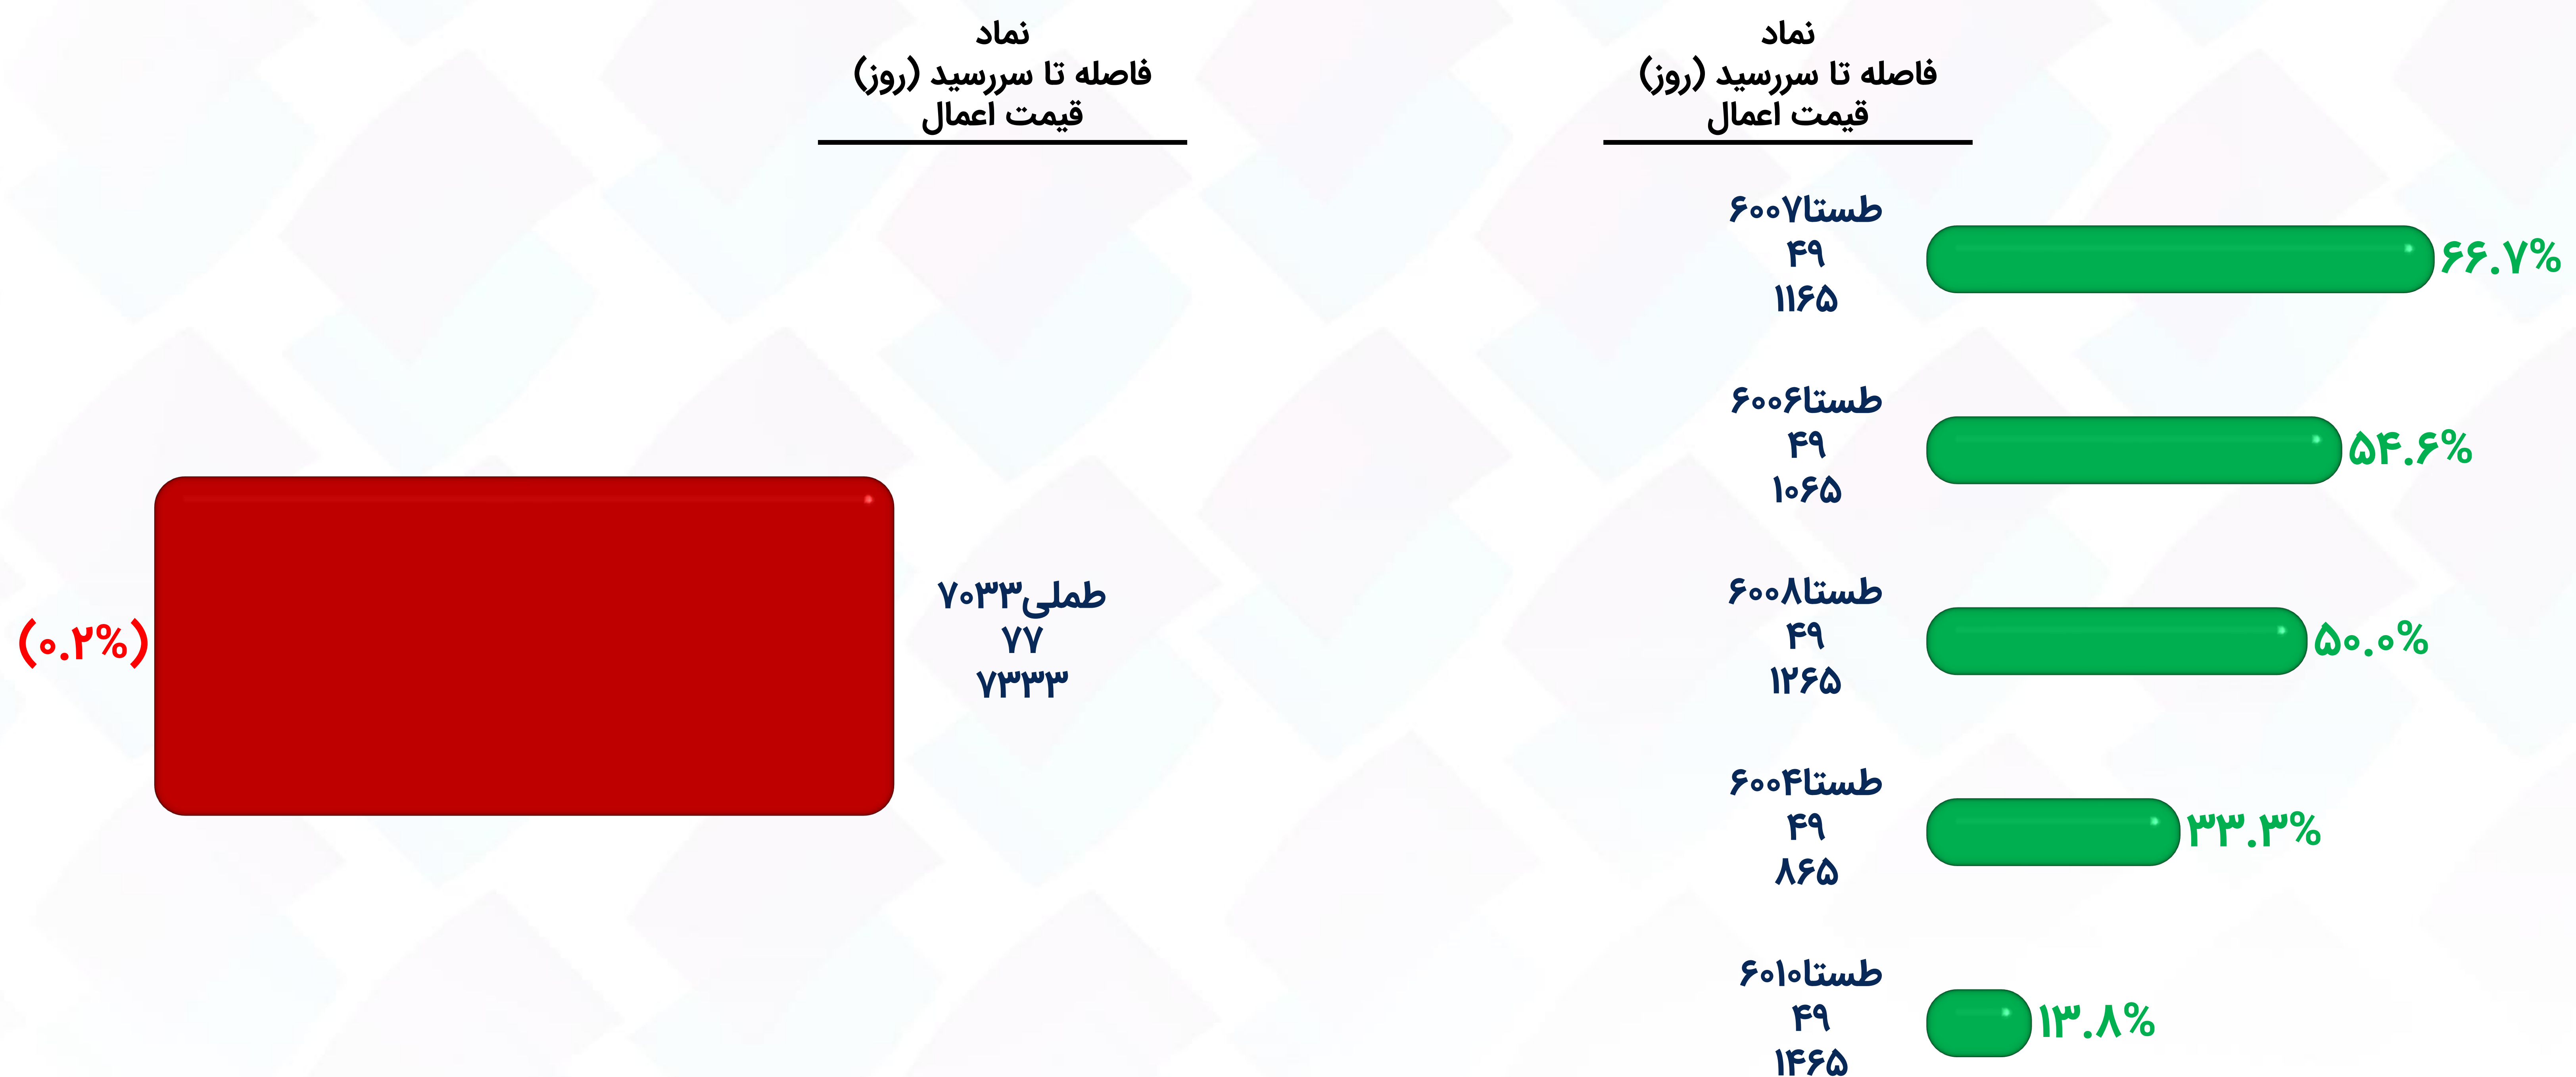 نماد
فاصله تا سررسید (روز)
قیمت اعمال
طستا۶۰۰۷
۴۹
۱۱۶۵
۶۶.۷%
طستا۶۰۰۶
۴۹
۱۰۶۵
۵۴.۶%
طستا۶۰۰۸
۴۹
۱۲۶۵
۵۰.۰%
طستا۶۰۰۴
۴۹
۸۶۵
۳۳.۳%
طستا۶۰۱۰
۴۹
۱۴۶۵
۱۳.۸%
نماد
فاصله تا سررسید (روز)
قیمت اعمال
طملی۷۰۳۳
۷۷
۷۳۳۳
(۰.۲%)